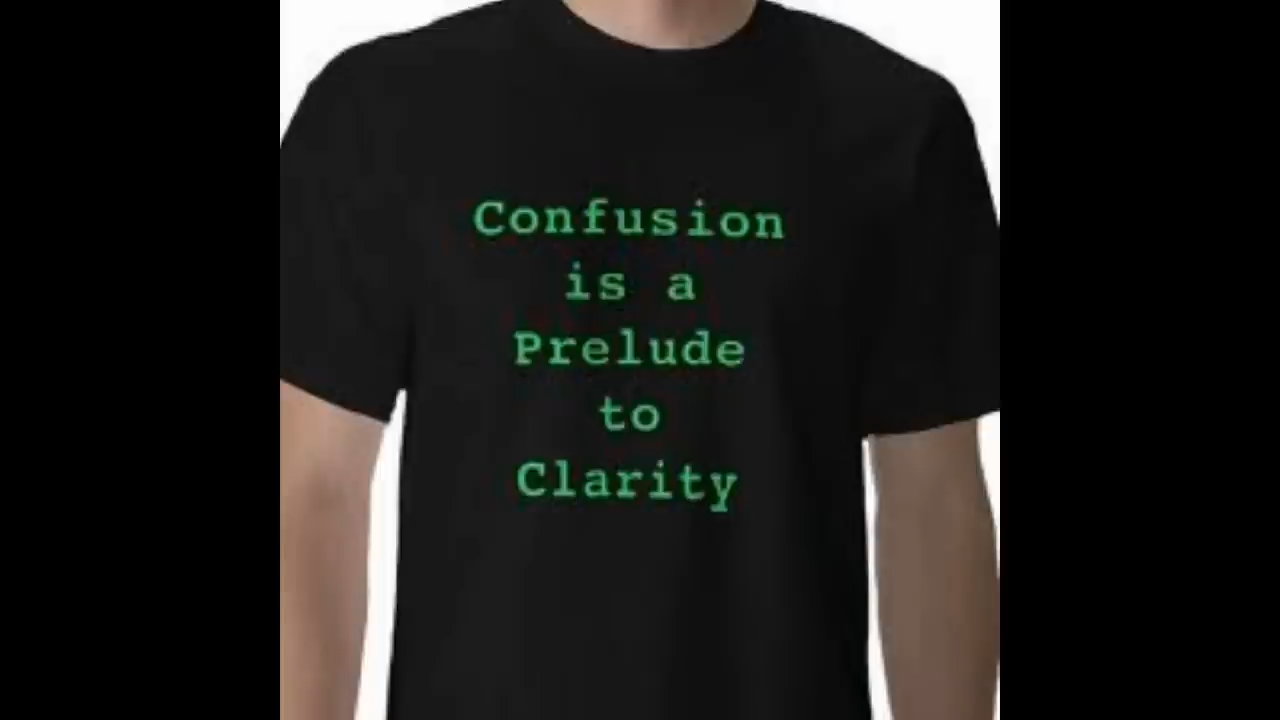 Confusion
is a
Prelude
to
Clarity